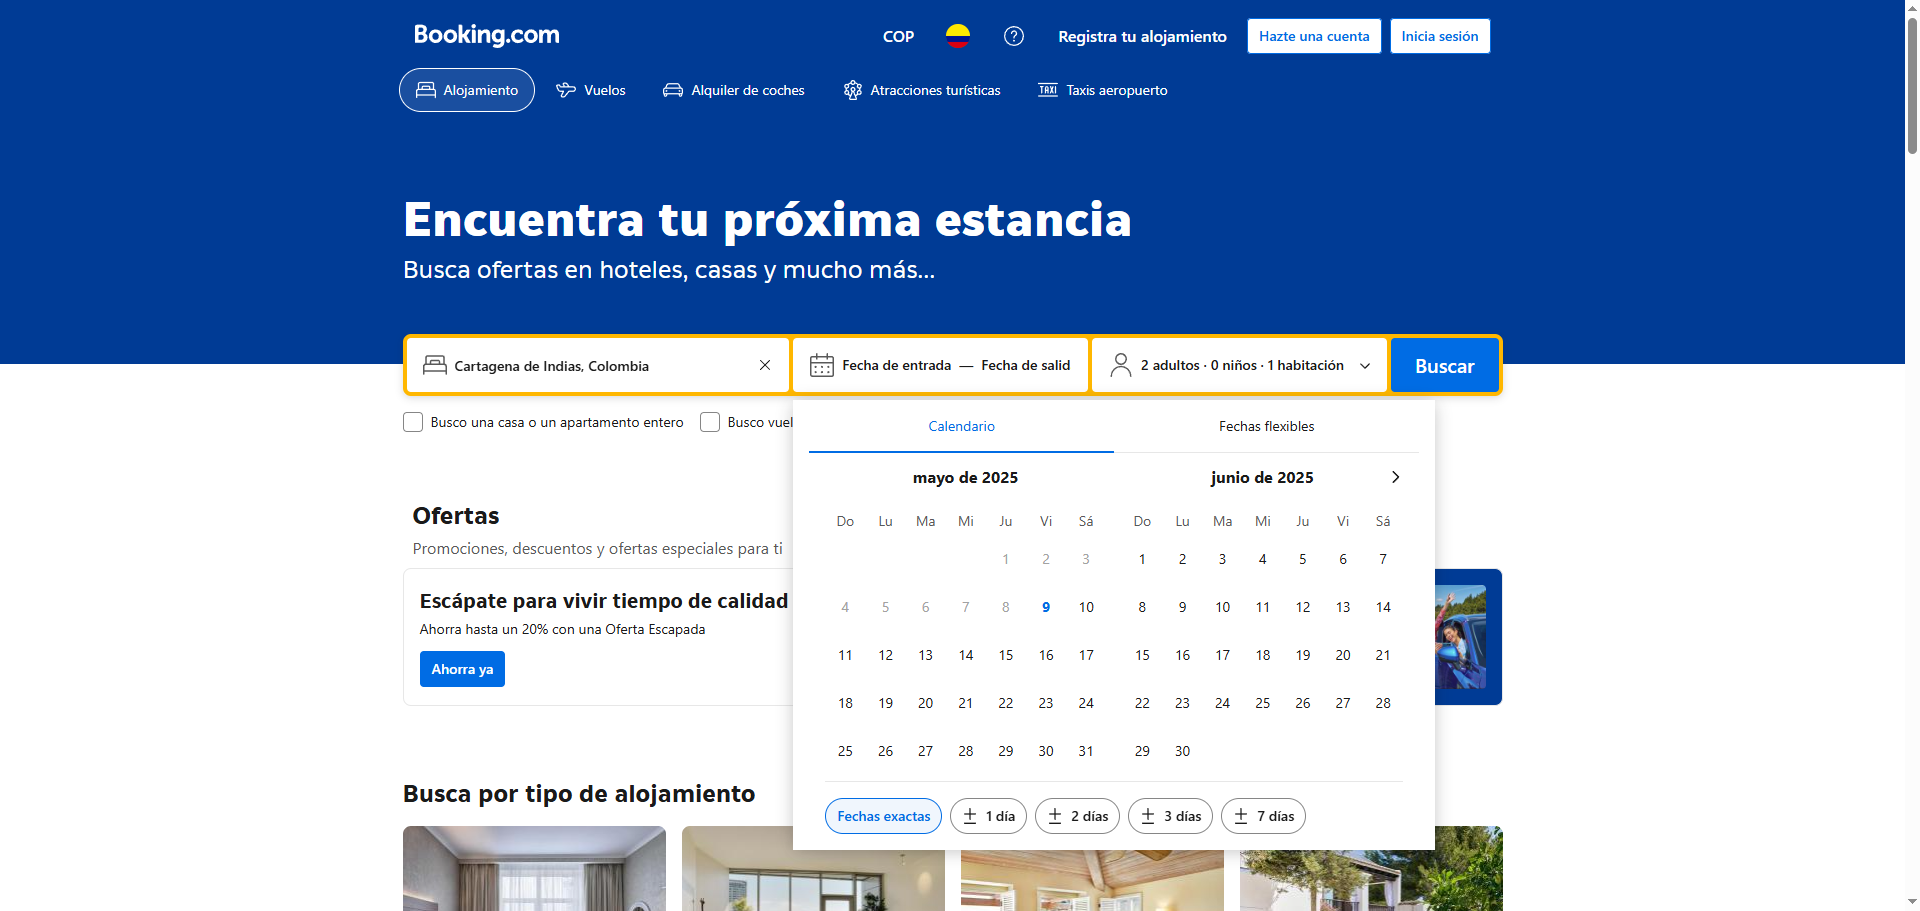 Booking.com
COP
Registra tu alojamiento
Hazte una cuenta
Inicia sesión
Alojamiento
Vuelos
Alquiler de coches
Atracciones turísticas
TAXI
Taxis aeropuerto
Encuentra tu próxima estancia
Busca ofertas en hoteles, casas y mucho más...
Cartagena de Indias, Colombia
Fecha de entrada — Fecha de salid
2 adultos · 0 niños · 1 habitación
Buscar
Busco una casa o un apartamento entero
Busco vuel
Calendario
Fechas flexibles
mayo de 2025
Do Lu Ma Mi Ju Vi Sá
1 2 3
4 5 6 7 8 9 10
11 12 13 14 15 16 17
18 19 20 21 22 23 24
25 26 27 28 29 30 31
junio de 2025
Do Lu Ma Mi Ju Vi Sá
1 2 3 4 5 6 7
8 9 10 11 12 13 14
15 16 17 18 19 20 21
22 23 24 25 26 27 28
29 30
Fechas exactas
± 1 día
± 2 días
± 3 días
± 7 días
Ofertas
Promociones, descuentos y ofertas especiales para ti
Escápate para vivir tiempo de calidad
Ahorra hasta un 20% con una Oferta Escapada
Ahorra ya
Busca por tipo de alojamiento